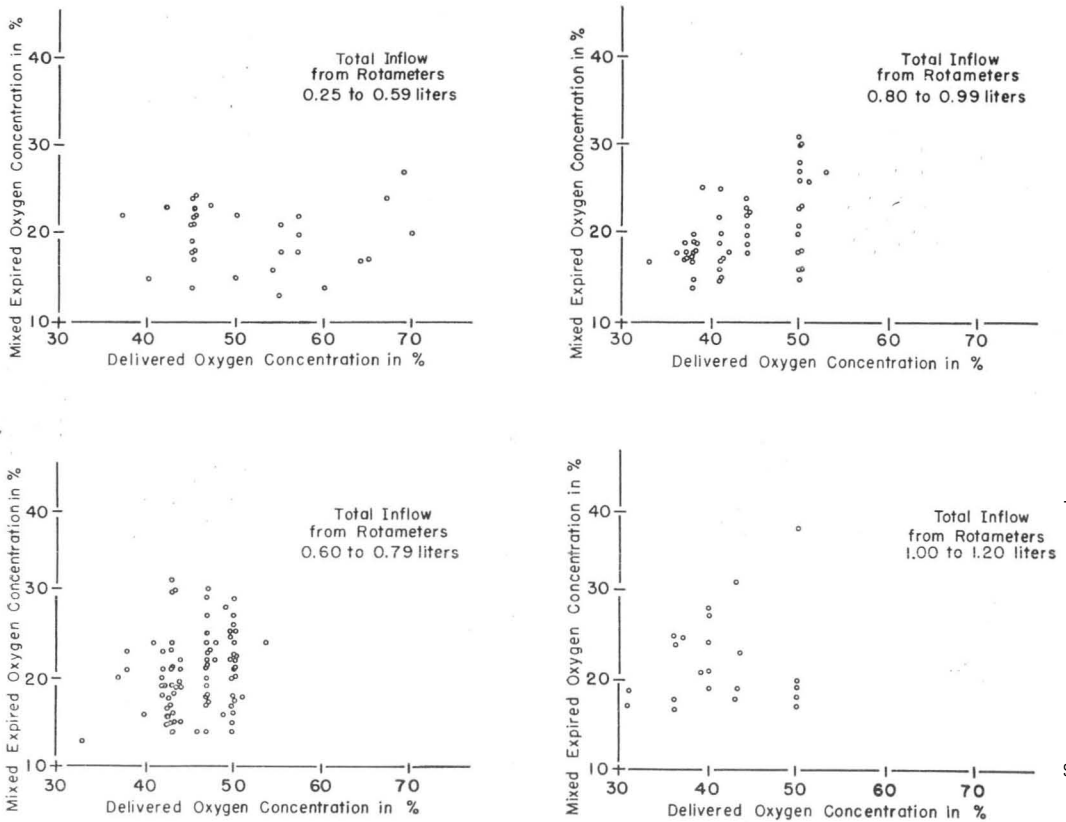 Mixed Expired Oxygen Concentration in %
40
30
20
10
Total Inflow
from Rotameters
0.25 to 0.59 liters
30 40 50 60 70
Delivered Oxygen Concentration in %
Mixed Expired Oxygen Concentration in %
40
30
20
10
Total Inflow
from Rotameters
0.80 to 0.99 liters
30 40 50 60 70
Delivered Oxygen Concentration in %
Mixed Expired Oxygen Concentration in %
40
30
20
10
Total Inflow
from Rotameters
0.60 to 0.79 liters
30 40 50 60 70
Delivered Oxygen Concentration in %
Mixed Expired Oxygen Concentration in %
40
30
20
10
Total Inflow
from Rotameters
1.00 to 1.20 liters
30 40 50 60 70
Delivered Oxygen Concentration in %